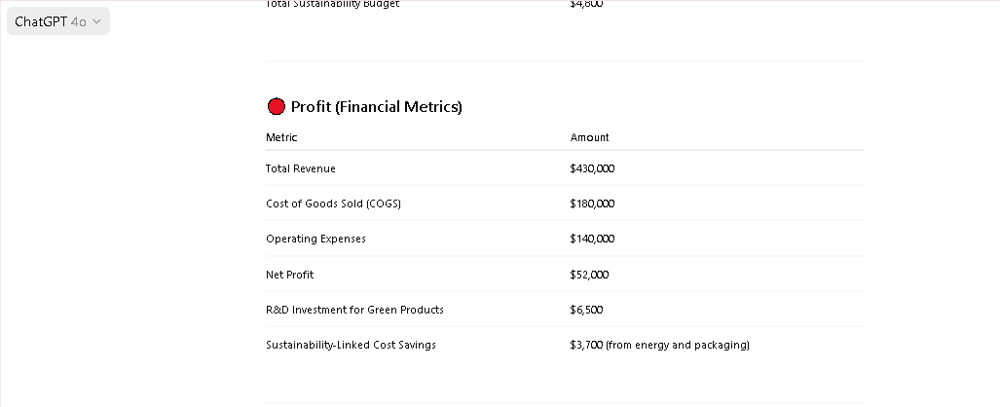 Total Sustainability Budget $4,800
ChatGPT 4o
Profit (Financial Metrics)
Metric Amount
Total Revenue $430,000
Cost of Goods Sold (COGS) $180,000
Operating Expenses $140,000
Net Profit $52,000
R&D Investment for Green Products $6,500
Sustainability-Linked Cost Savings $3,700 (from energy and packaging)